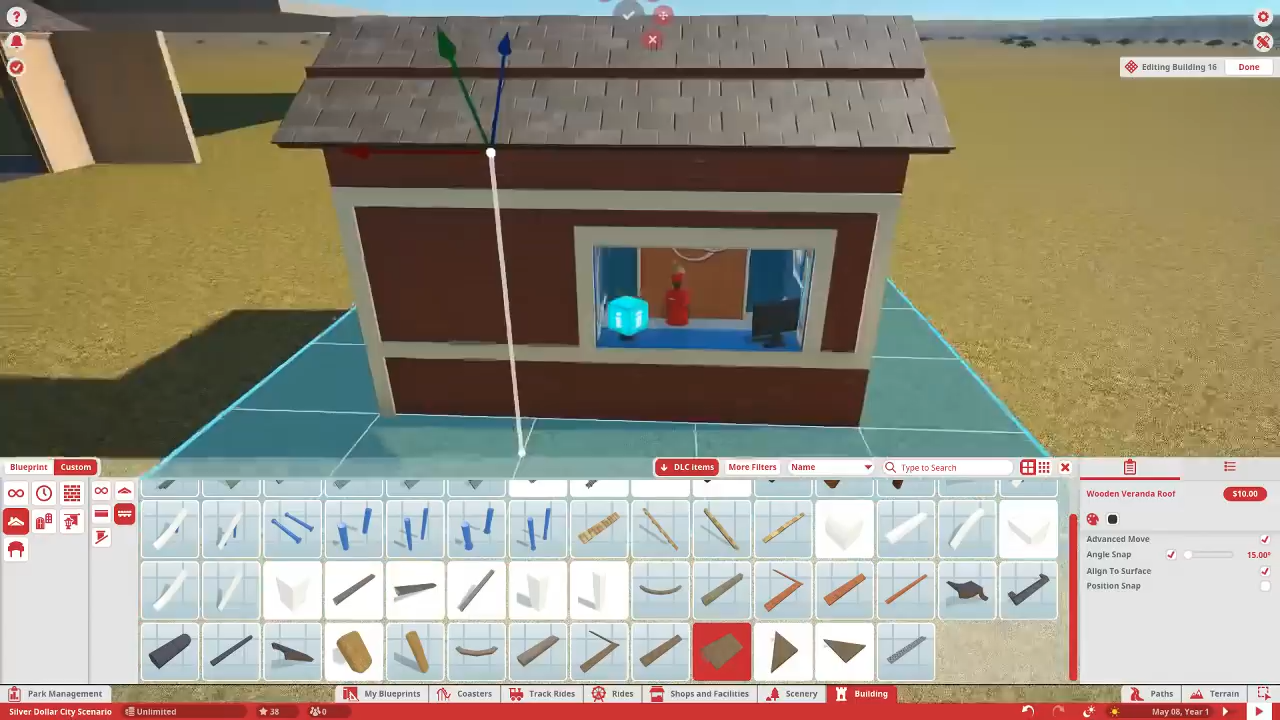 Editing Building 16 Done
Blueprint Custom DLC Items More Filters Name Type to Search
Wooden Veranda Roof $10.00
Advanced Move
Angle Snap 15.00°
Align To Surface
Position Snap
Park Management My Blueprints Coasters Track Rides Rides Shops and Facilities Scenery Building Paths Terrain
Silver Dollar City Scenario Unlimited 38 0 May 08, Year 1